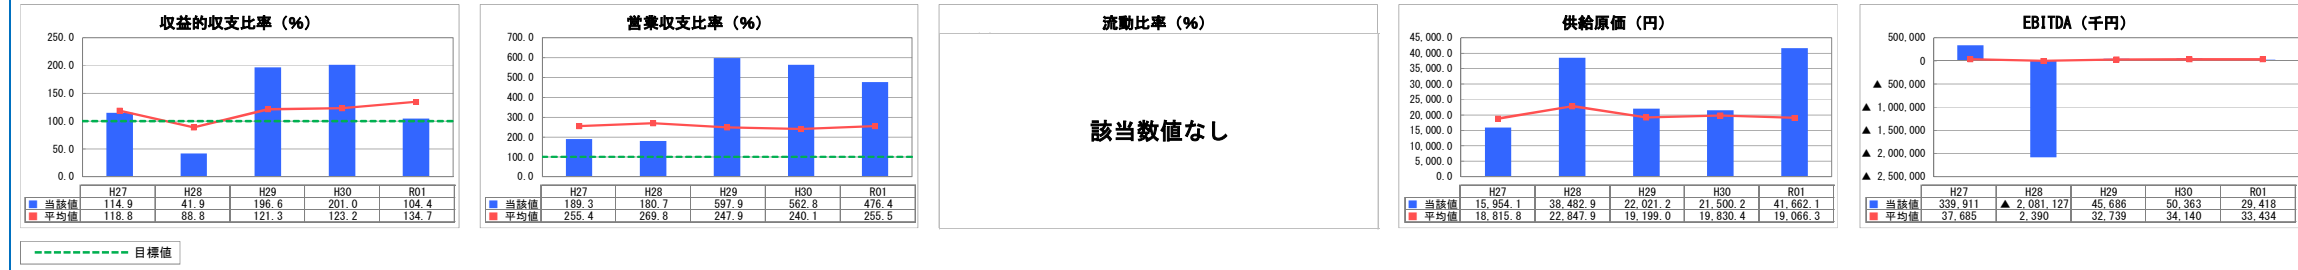 収益的収支比率（％）
250.0
200.0
150.0
100.0
50.0
0.0
H27 H28 H29 H30 R01
当該値 114.9 41.9 196.6 201.0 104.4
平均値 118.8 88.8 121.3 123.2 134.7
営業収支比率（％）
700.0
600.0
500.0
400.0
300.0
200.0
100.0
0.0
H27 H28 H29 H30 R01
当該値 189.3 180.7 597.9 562.8 476.4
平均値 255.4 269.8 247.9 240.1 255.5
流動比率（％）
該当数値なし
供給原価（円）
45,000.0
40,000.0
35,000.0
30,000.0
25,000.0
20,000.0
15,000.0
10,000.0
5,000.0
0.0
H27 H28 H29 H30 R01
当該値 15,954.1 38,482.9 22,021.2 21,500.2 41,662.1
平均値 18,815.8 22,847.9 19,199.0 19,830.4 19,066.3
EBITDA（千円）
500,000
0
▲ 500,000
▲ 1,000,000
▲ 1,500,000
▲ 2,000,000
▲ 2,500,000
H27 H28 H29 H30 R01
当該値 339,911 ▲ 2,081,127 45,686 50,363 29,418
平均値 37,685 2,390 32,739 34,140 33,434
目標値